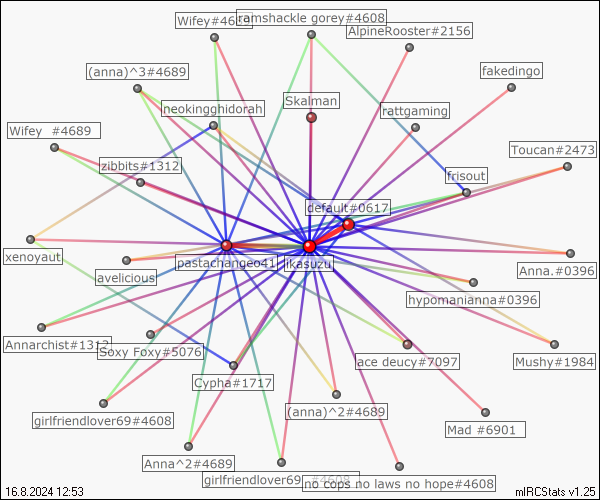 Wifey#4689
ramshackle gorey#4608
AlpineRooster#2156
(anna)^3#4689
fakedingo
neokingghidorah
Skalman
rattgaming
Wifey #4689
Toucan#2473
zibbits#1312
frisout
default#0617
xenoyaut
pastachangeo41
ikasuzu
Anna.#0396
avelicious
hypomanianna#0396
Annarchist#1312
Soxy Foxy#5076
ace deucy#7097
Mushy#1984
Cypha#1717
girlfriendlover69#4608
(anna)^2#4689
Mad #6901
Anna^2#4689
girlfriendlover69 #4608
no cops no laws no hope#4608
16.8.2024 12:53
mIRCStats v1.25